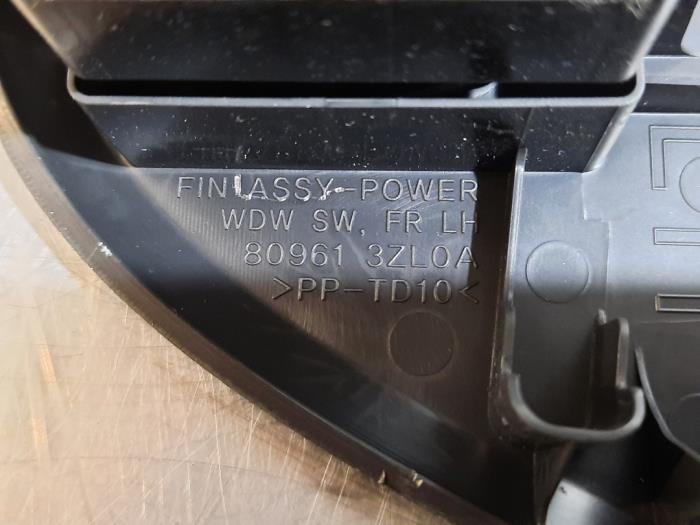 FIN ASSY-POWER
WDW SW, FR LH
80961 3ZL0A
>PP-TD10<